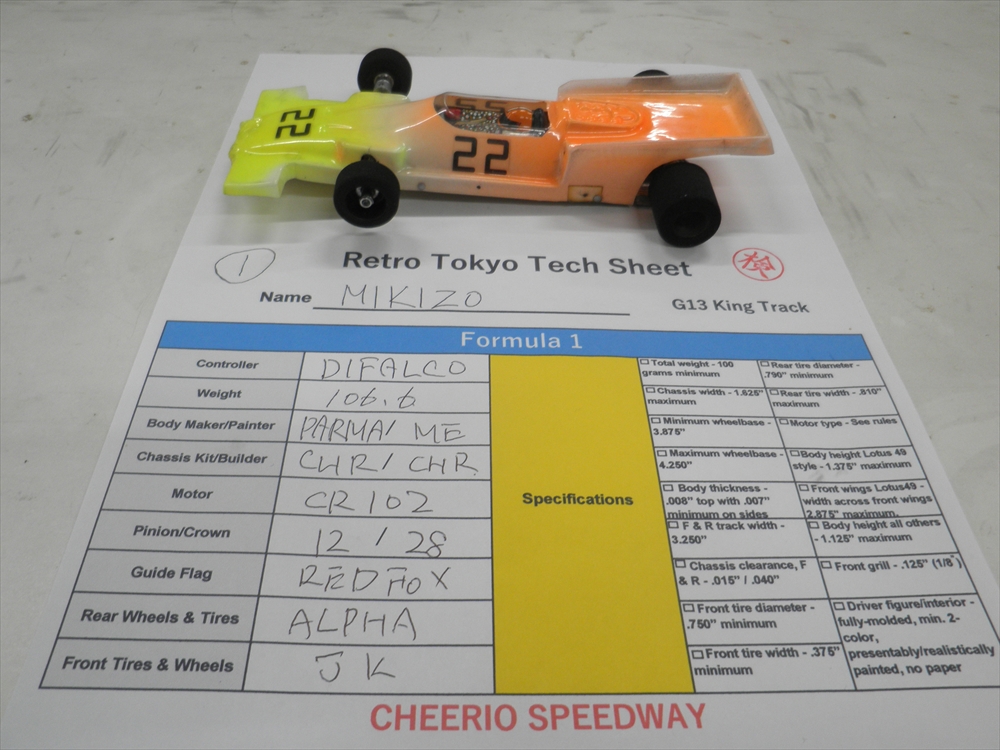 22
22
1
Retro Tokyo Tech Sheet
Name MIKIZO
G13 King Track
Formula 1
Controller DIFALCO
Weight 106.6
Body Maker/Painter PARMA/ ME
Chassis Kit/Builder CHR/ CHR
Motor CR102
Pinion/Crown 12 / 28
Guide Flag REDFOX
Rear Wheels & Tires ALPHA
Front Tires & Wheels JK
Specifications
Total weight - 100
grams minimum
Rear tire diameter -
.790" minimum
Chassis width - 1.625"
maximum
Rear tire width - .810"
maximum
Minimum wheelbase -
3.875"
Motor type - See rules
Maximum wheelbase -
4.250"
Body height Lotus 49
style - 1.375" maximum
Body thickness -
.008" top with .007"
minimum on sides
Front wings Lotus49 -
width across front wings
2.875" maximum.
F & R track width -
3.250"
Body height all others
- 1.125" maximum
Chassis clearance, F
& R - .015" / .040"
Front grill - .125" (1/8")
Front tire diameter -
.750" minimum
Driver figure/interior -
fully-molded, min. 2-
color,
presentably/realistically
painted, no paper
Front tire width - .375"
minimum
CHEERIO SPEEDWAY